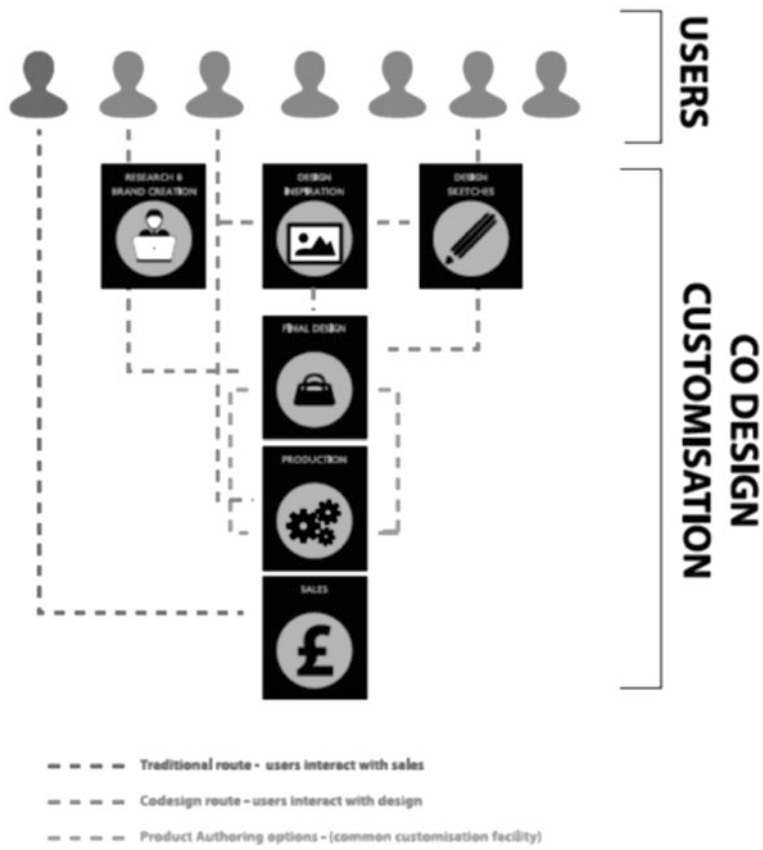 USERS
RESEARCH &
BRAND CREATION
DESIGN
INSPIRATION
DESIGN
SKETCHES
FINAL DESIGN
PRODUCTION
SALES
£
CO DESIGN
CUSTOMISATION
Traditional route - users interact with sales
Codesign route - users interact with design
Product Authoring options - (common customisation facility)